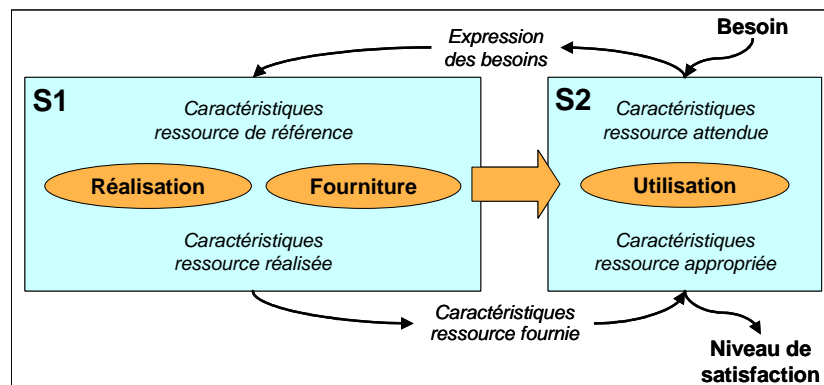 Besoin
Expression
des besoins
S1
Caractéristiques
ressource de référence
Réalisation
Fourniture
Caractéristiques
ressource réalisée
S2
Caractéristiques
ressource attendue
Utilisation
Caractéristiques
ressource appropriée
Caractéristiques
ressource fournie
Niveau de
satisfaction